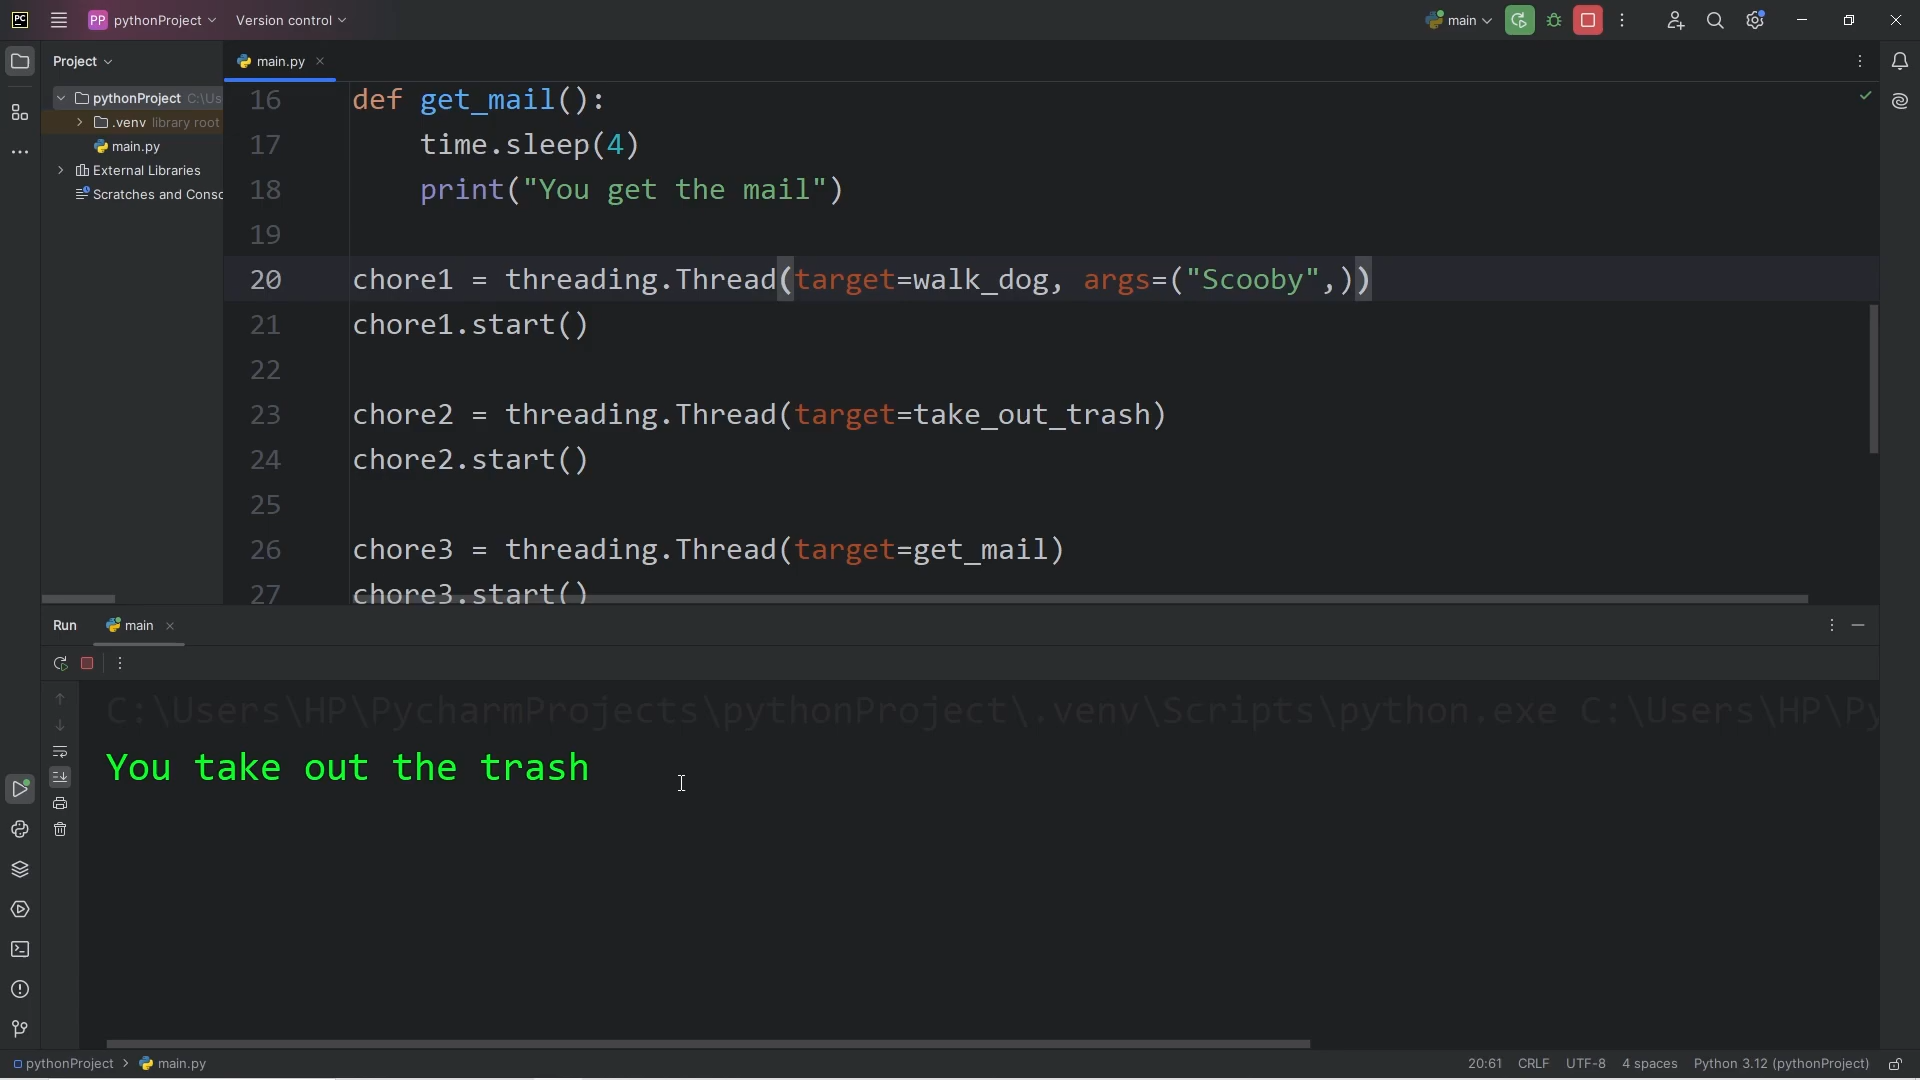 PC PP pythonProject Version control main
Project main.py
pythonProject C:\Us
.venv library root
main.py
External Libraries
Scratches and Consc
16 def get_mail():
17 time.sleep(4)
18 print("You get the mail")
19
20 chore1 = threading.Thread(target=walk_dog, args=("Scooby",))
21 chore1.start()
22
23 chore2 = threading.Thread(target=take_out_trash)
24 chore2.start()
25
26 chore3 = threading.Thread(target=get_mail)
27 chore3.start()
Run main
C:\Users\HP\PycharmProjects\pythonProject\.venv\Scripts\python.exe C:\Users\HP\Py
You take out the trash
pythonProject > main.py 20:61 CRLF UTF-8 4 spaces Python 3.12 (pythonProject)